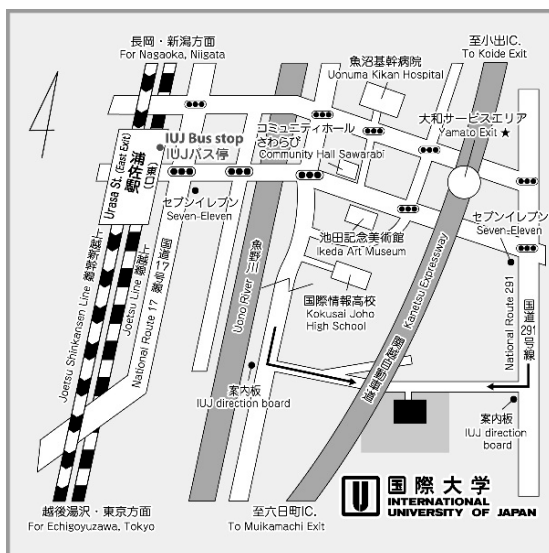 長岡・新潟方面
For Nagaoka, Niigata
至小出IC.
To Koide Exit
魚沼基幹病院
Uonuma Kikan Hospital
大和サービスエリア
Yamato Exit ★
IUJ Bus stop
IUJバス停
コミュニティホール
さわらび
Community Hall Sawarabi
浦佐駅
(東口)
Urasa St. (East Exit)
セブンイレブン
Seven-Eleven
池田記念美術館
Ikeda Art Museum
セブンイレブン
Seven-Eleven
上越新幹線
Joetsu Shinkansen Line
上越線
Joetsu Line
国道17号線
National Route 17
魚野川
Uono River
国際情報高校
Kokusai Joho
High School
関越自動車道
Kanetsu Expressway
National Route 291
国道291号線
案内板
IUJ direction
board
案内板
IUJ direction
board
越後湯沢・東京方面
For Echigoyuzawa, Tokyo
至六日町IC.
To Muikamachi Exit
国際大学
INTERNATIONAL
UNIVERSITY OF JAPAN